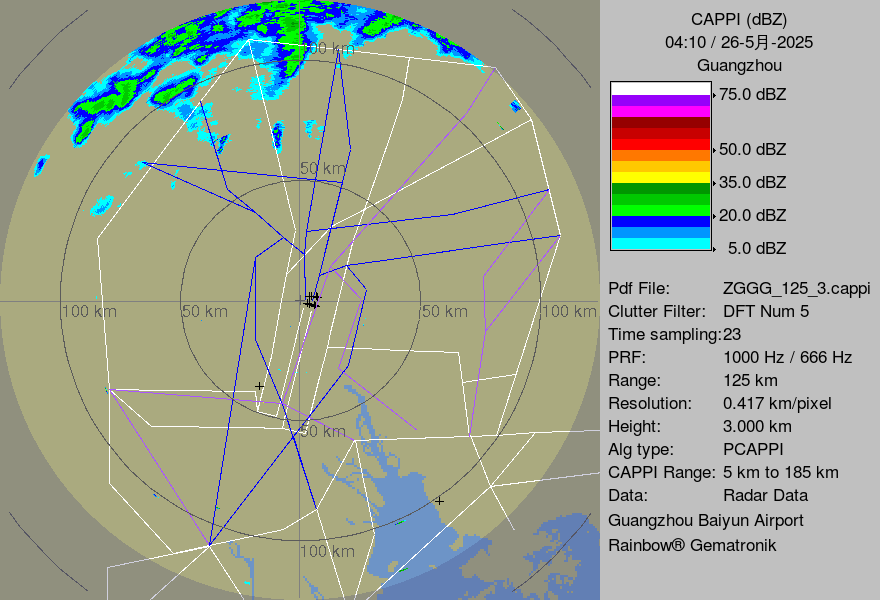 CAPPI (dBZ)
04:10 / 26-5月-2025
Guangzhou
75.0 dBZ
50.0 dBZ
35.0 dBZ
20.0 dBZ
5.0 dBZ
Pdf File: ZGGG_125_3.cappi
Clutter Filter: DFT Num 5
Time sampling:23
PRF: 1000 Hz / 666 Hz
Range: 125 km
Resolution: 0.417 km/pixel
Height: 3.000 km
Alg type: PCAPPI
CAPPI Range: 5 km to 185 km
Data: Radar Data
Guangzhou Baiyun Airport
Rainbow® Gematronik
100 km
50 km
100 km
50 km
50 km
100 km
50 km
100 km